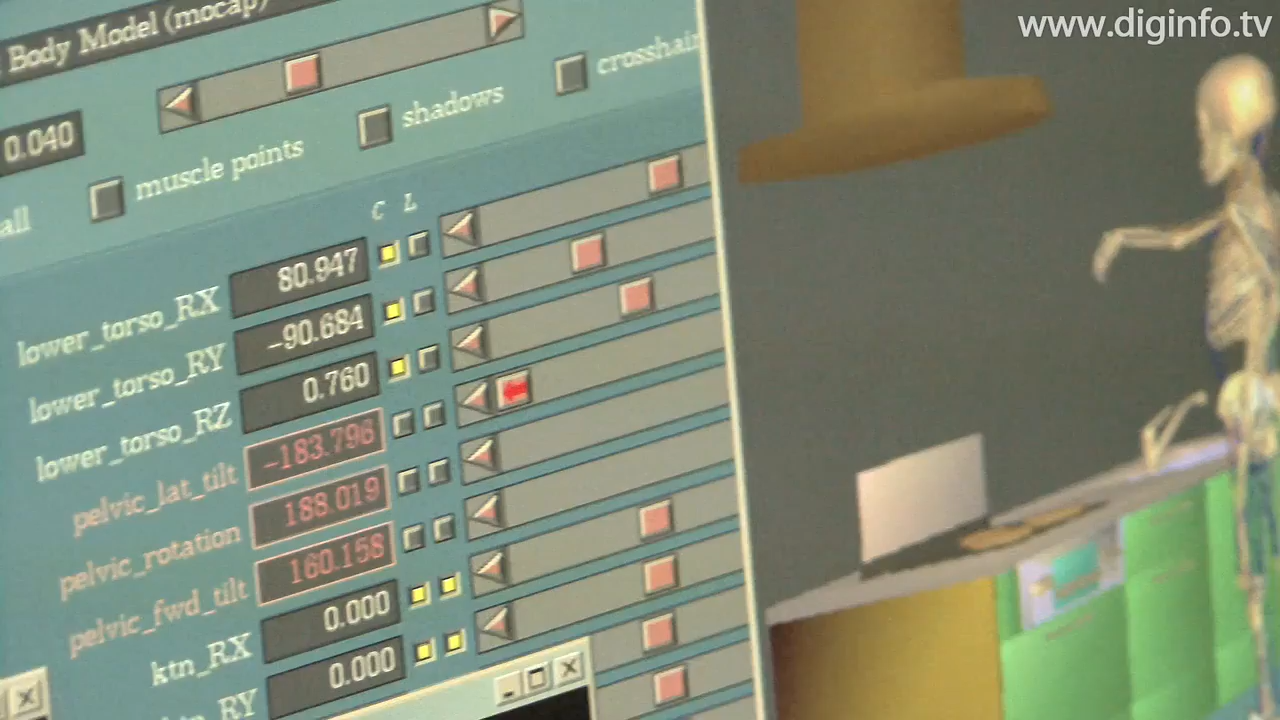 www.diginfo.tv
Body Model (mocap)
0.040
crosshair
shadows
muscle points
all
C L
lower_torso_RX 80.947
lower_torso_RY -90.684
lower_torso_RZ 0.760
pelvic_lat_tilt -183.796
pelvic_rotation 188.019
pelvic_fwd_tilt 160.158
ktn_RX 0.000
ktn_RY 0.000